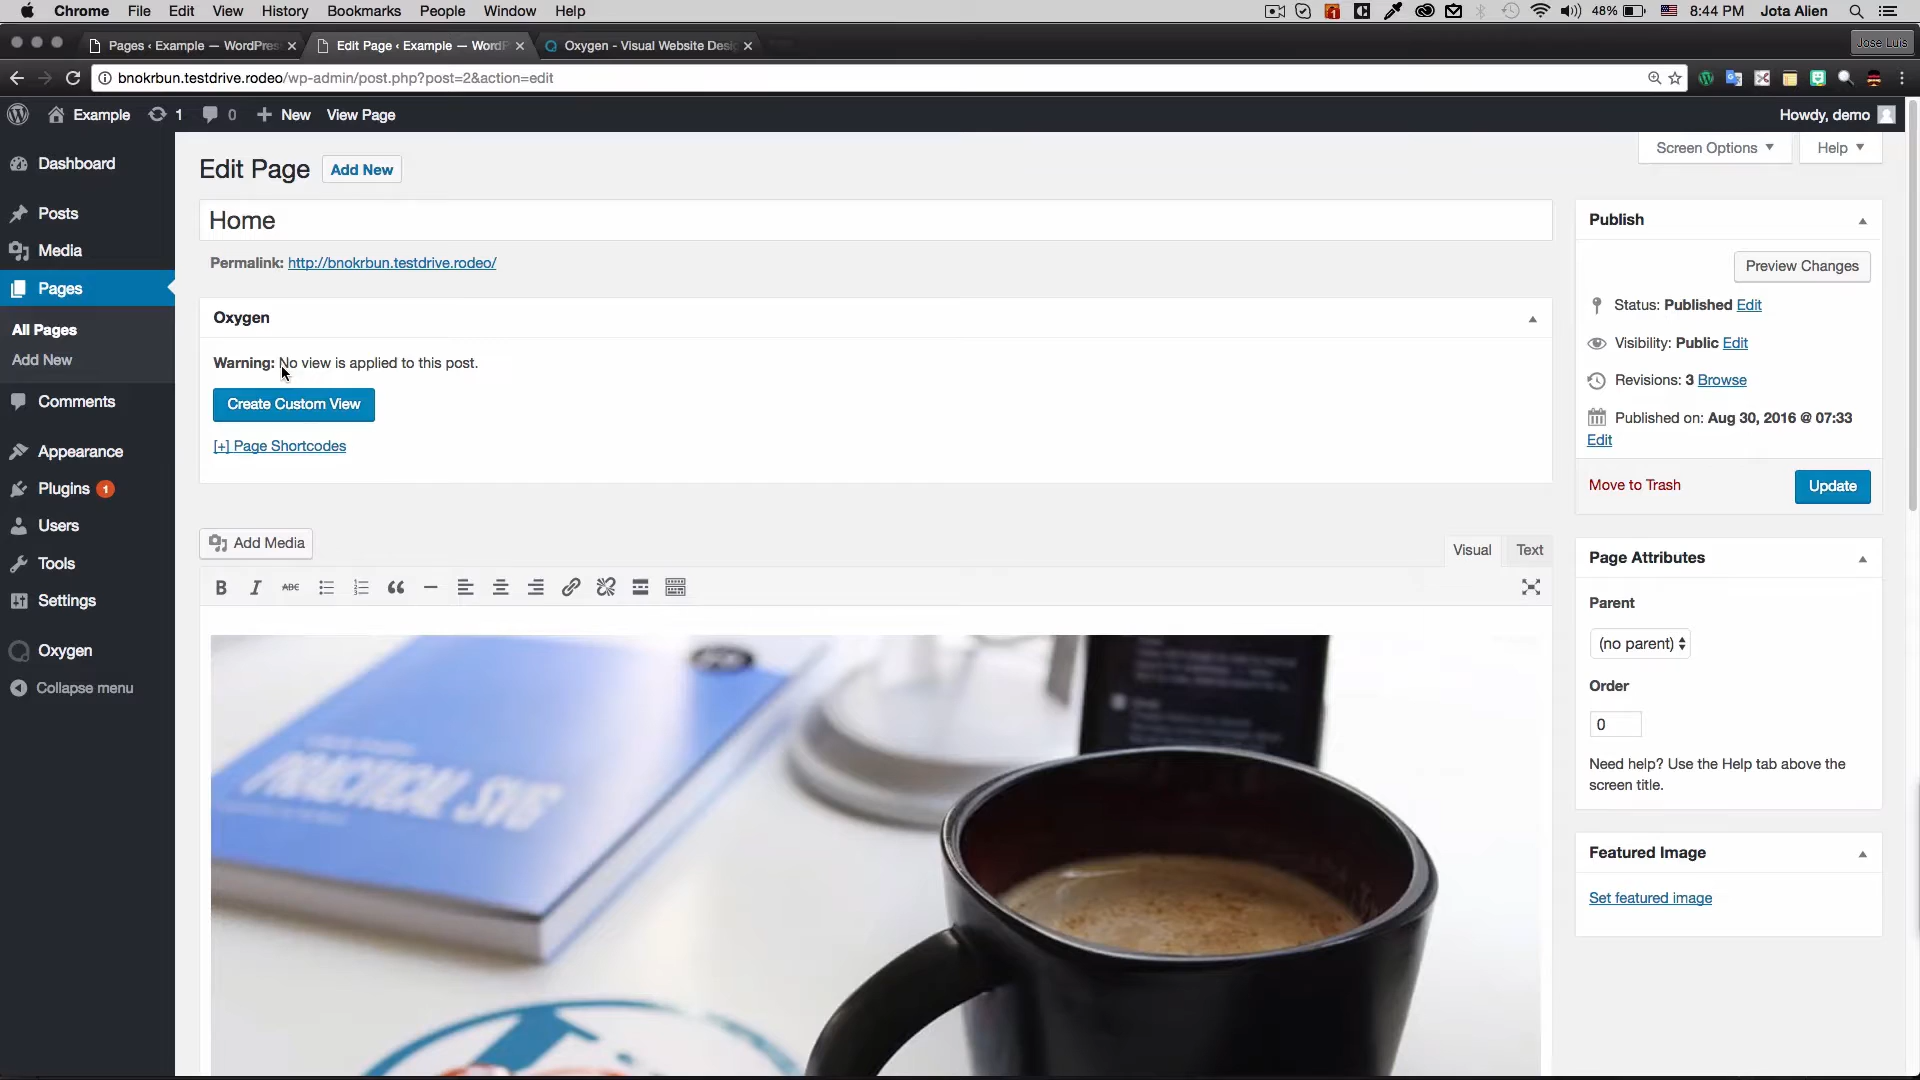 Chrome File Edit View History Bookmarks People Window Help 48% 8:44 PM Jota Alien
Pages ‹ Example — WordPres Edit Page ‹ Example — WordP Oxygen - Visual Website Desig Jose Luis
bnokrbun.testdrive.rodeo/wp-admin/post.php?post=2&action=edit
Example 1 0 New View Page Howdy, demo
Dashboard
Posts
Media
Pages
All Pages
Add New
Comments
Appearance
Plugins 1
Users
Tools
Settings
Oxygen
Collapse menu
Screen Options Help
Edit Page Add New
Home
Permalink: http://bnokrbun.testdrive.rodeo/
Oxygen
Warning: No view is applied to this post.
Create Custom View
[+] Page Shortcodes
Add Media
Visual Text
B I ABC
PRACTICAL SVG
Publish
Preview Changes
Status: Published Edit
Visibility: Public Edit
Revisions: 3 Browse
Published on: Aug 30, 2016 @ 07:33
Edit
Move to Trash Update
Page Attributes
Parent
(no parent)
Order
0
Need help? Use the Help tab above the
screen title.
Featured Image
Set featured image